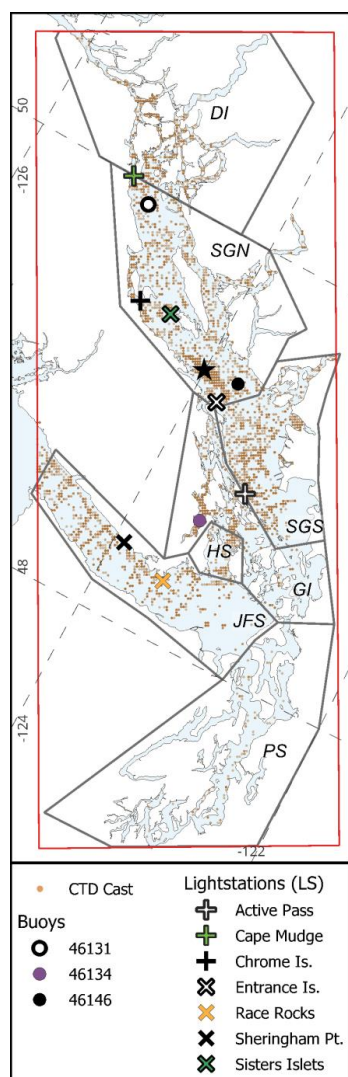 50
DI
-126
SGN
SGS
HS
GI
48
JFS
-124
PS
-122
CTD Cast
Buoys
46131
46134
46146
Lightstations (LS)
Active Pass
Cape Mudge
Chrome Is.
Entrance Is.
Race Rocks
Sheringham Pt.
Sisters Islets